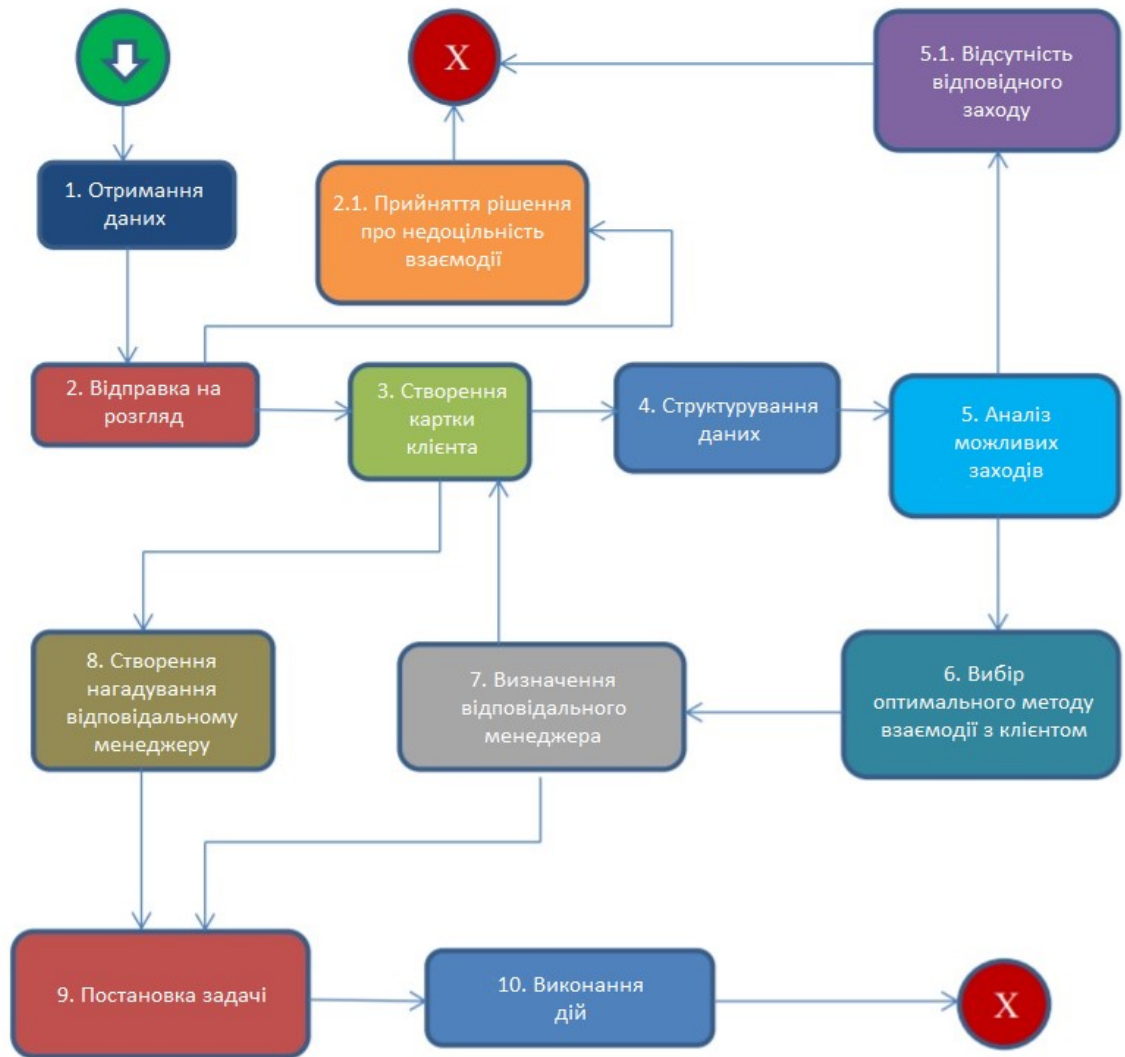 X
5.1. Відсутність
відповідного
заходу
1. Отримання
даних
2.1. Прийняття рішення
про недоцільність
взаємодії
2. Відправка на
розгляд
3. Створення
картки
клієнта
4. Структурування
даних
5. Аналіз
можливих
заходів
8. Створення
нагадування
відповідальному
менеджеру
7. Визначення
відповідального
менеджера
6. Вибір
оптимального методу
взаємодії з клієнтом
9. Постановка задачі
10. Виконання
дій
X